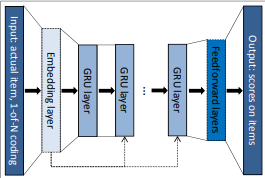 Input: actual item, 1-of-N coding
Embedding layer
GRU layer
GRU layer
...
GRU layer
Feedforward layers
Output: scores on items